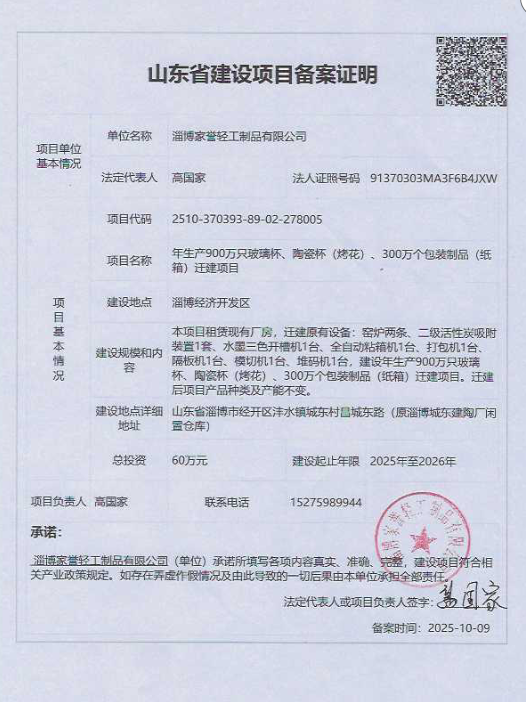 山东省建设项目备案证明
项目单位
基本情况
单位名称 淄博家誉轻工制品有限公司
法定代表人 高国家 法人证照号码 91370303MA3F6B4JXW
项目基本情况
项目代码 2510-370393-89-02-278005
项目名称 年生产900万只玻璃杯、陶瓷杯（烤花）、300万个包装制品（纸
箱）迁建项目
建设地点 淄博经济开发区
建设规模和内
容
本项目租赁现有厂房，迁建原有设备：窑炉两条、二级活性炭吸附
装置1套、水墨三色开槽机1台、全自动粘箱机1台、打包机1台、
隔板机1台、模切机1台、堆码机1台，建设年生产900万只玻璃
杯、陶瓷杯（烤花）、300万个包装制品（纸箱）迁建项目。迁建
后项目产品种类及产能不变。
建设地点详细
地址
山东省淄博市经开区沣水镇城东村昌城东路（原淄博城东建陶厂闲
置仓库）
总投资 60万元 建设起止年限 2025年至2026年
项目负责人 高国家 联系电话 15275989944
承诺：
淄博家誉轻工制品有限公司（单位）承诺所填写各项内容真实、准确、完整，建设项目符合相
关产业政策规定。如存在弄虚作假情况及由此导致的一切后果由本单位承担全部责任。
法定代表人或项目负责人签字：高国家
备案时间：2025-10-09
淄博家誉轻工制品有限公司